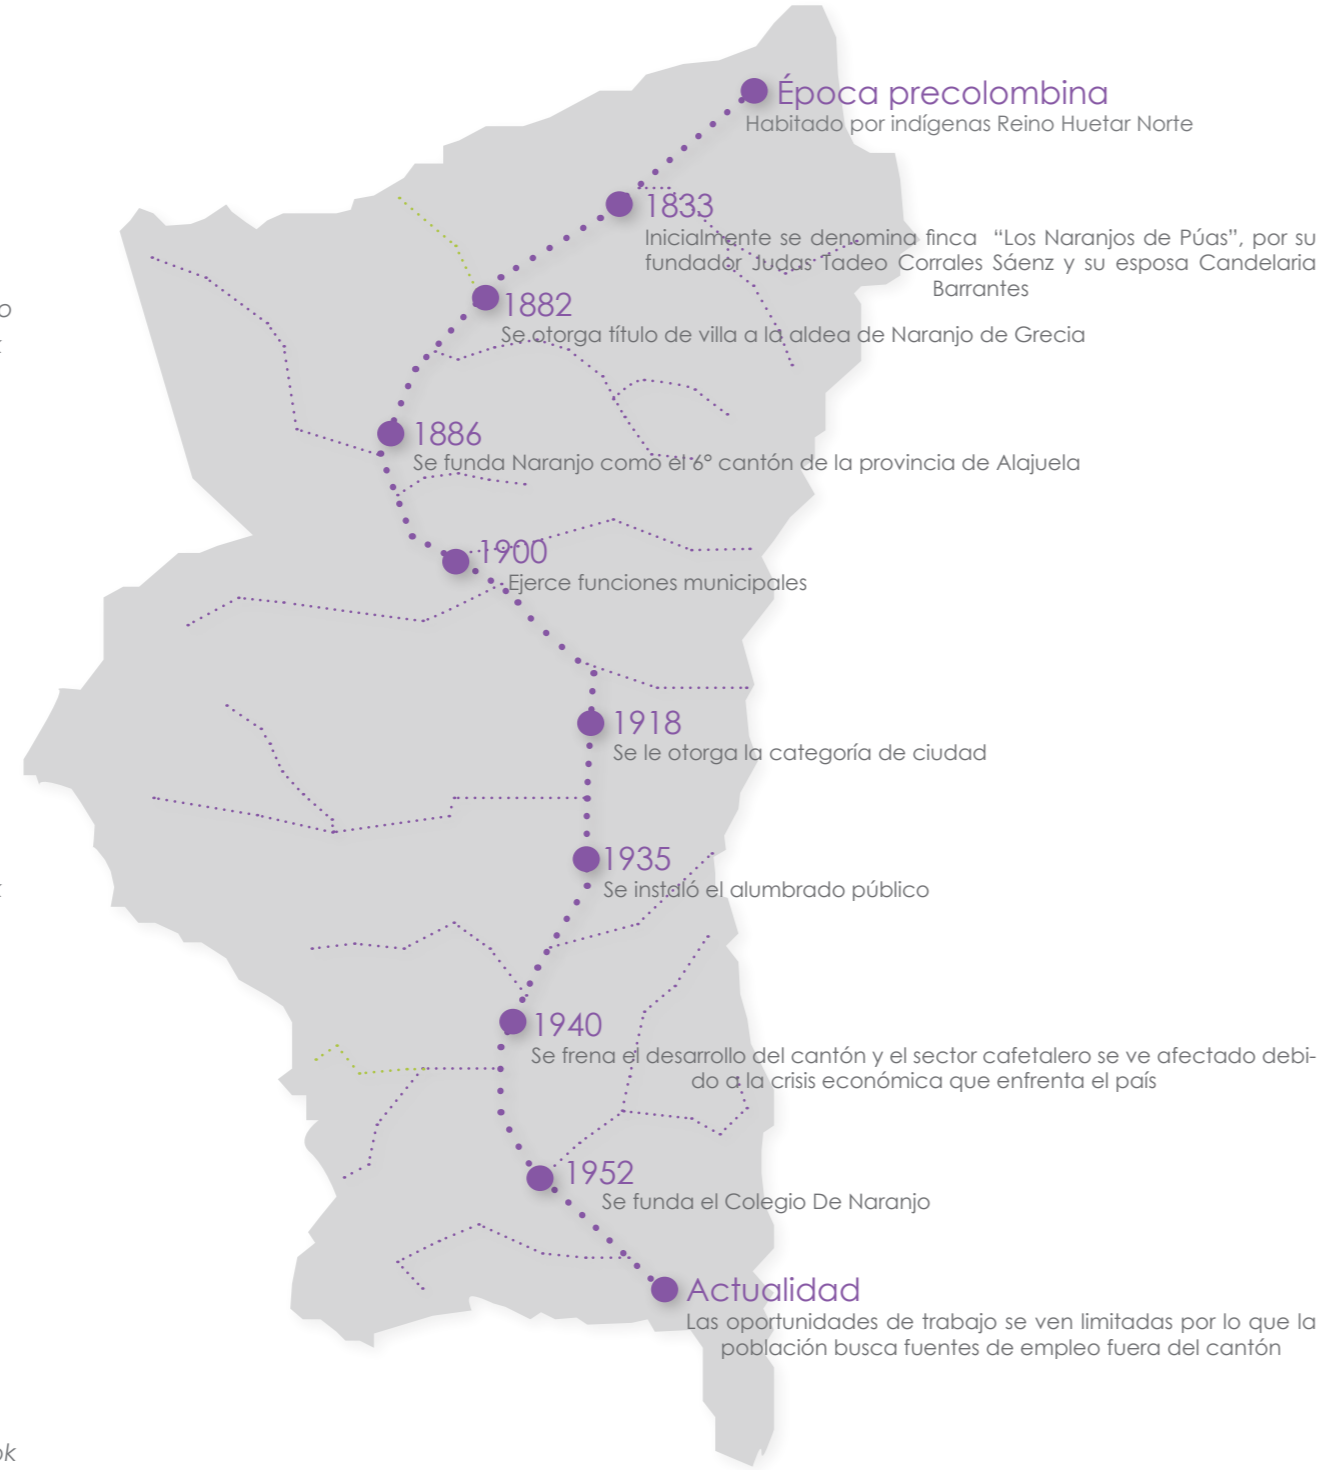 Época precolombina
Habitado por indígenas Reino Huetar Norte
1833
Inicialmente se denomina finca “Los Naranjos de Púas”, por su
fundador Judas Tadeo Corrales Sáenz y su esposa Candelaria
Barrantes
1882
Se otorga título de villa a la aldea de Naranjo de Grecia
1886
Se funda Naranjo como el 6° cantón de la provincia de Alajuela
1900
Ejerce funciones municipales
1918
Se le otorga la categoría de ciudad
1935
Se instaló el alumbrado público
1940
Se frena el desarrollo del cantón y el sector cafetalero se ve afectado debi-
do a la crisis económica que enfrenta el país
1952
Se funda el Colegio De Naranjo
Actualidad
Las oportunidades de trabajo se ven limitadas por lo que la
población busca fuentes de empleo fuera del cantón